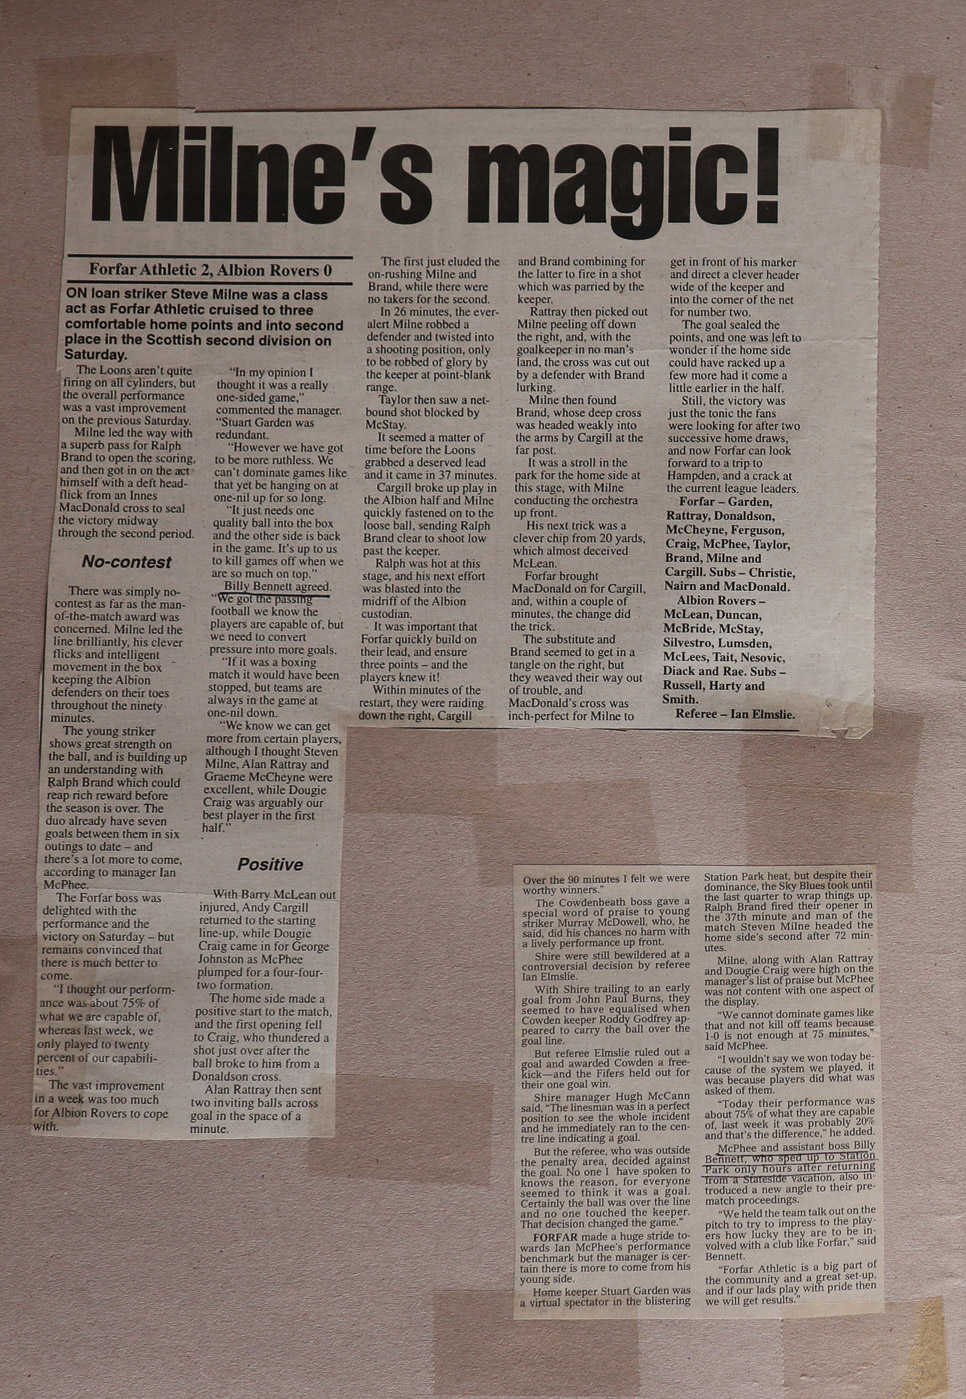 Milne's magic!
Forfar Athletic 2, Albion Rovers 0
ON loan striker Steve Milne was a class
act as Forfar Athletic cruised to three
comfortable home points and into second
place in the Scottish second division on
Saturday.
The Loons aren't quite
firing on all cylinders, but
the overall performance
was a vast improvement
on the previous Saturday.
Milne led the way with
a superb pass for Ralph
Brand to open the scoring,
and then got in on the act
himself with a deft head-
flick from an Innes
MacDonald cross to seal
the victory midway
through the second period.
No-contest
There was simply no-
contest as far as the man-
of-the-match award was
concerned. Milne led the
line brilliantly, his clever
flicks and intelligent
movement in the box
keeping the Albion
defenders on their toes
throughout the ninety
minutes.
The young striker
shows great strength on
the ball, and is building up
an understanding with
Ralph Brand which could
reap rich reward before
the season is over. The
duo already have seven
goals between them in six
outings to date – and
there's a lot more to come,
according to manager Ian
McPhee.
The Forfar boss was
delighted with the
performance and the
victory on Saturday – but
remains convinced that
there is much better to
come.
"I thought our perform-
ance was about 75% of
what we are capable of,
whereas last week, we
only played to twenty
percent of our capabili-
ties."
The vast improvement
in a week was too much
for Albion Rovers to cope
with.
"In my opinion I
thought it was a really
one-sided game,"
commented the manager.
"Stuart Garden was
redundant.
"However we have got
to be more ruthless. We
can't dominate games like
that yet be hanging on at
one-nil up for so long.
"It just needs one
quality ball into the box
and the other side is back
in the game. It's up to us
to kill games off when we
are so much on top."
Billy Bennett agreed.
"We got the passing
football we know the
players are capable of, but
we need to convert
pressure into more goals.
"If it was a boxing
match it would have been
stopped, but teams are
always in the game at
one-nil down.
"We know we can get
more from certain players,
although I thought Steven
Milne, Alan Rattray and
Graeme McCheyne were
excellent, while Dougie
Craig was arguably our
best player in the first
half."
Positive
With Barry McLean out
injured, Andy Cargill
returned to the starting
line-up, while Dougie
Craig came in for George
Johnston as McPhee
plumped for a four-four-
two formation.
The home side made a
positive start to the match,
and the first opening fell
to Craig, who thundered a
shot just over after the
ball broke to him from a
Donaldson cross.
Alan Rattray then sent
two inviting balls across
goal in the space of a
minute.
The first just eluded the
on-rushing Milne and
Brand, while there were
no takers for the second.
In 26 minutes, the ever-
alert Milne robbed a
defender and twisted into
a shooting position, only
to be robbed of glory by
the keeper at point-blank
range.
Taylor then saw a net-
bound shot blocked by
McStay.
It seemed a matter of
time before the Loons
grabbed a deserved lead
and it came in 37 minutes.
Cargill broke up play in
the Albion half and Milne
quickly fastened on to the
loose ball, sending Ralph
Brand clear to shoot low
past the keeper.
Ralph was hot at this
stage, and his next effort
was blasted into the
midriff of the Albion
custodian.
It was important that
Forfar quickly build on
their lead, and ensure
three points – and the
players knew it!
Within minutes of the
restart, they were raiding
down the right, Cargill
and Brand combining for
the latter to fire in a shot
which was parried by the
keeper.
Rattray then picked out
Milne peeling off down
the right, and, with the
goalkeeper in no man's
land, the cross was cut out
by a defender with Brand
lurking.
Milne then found
Brand, whose deep cross
was headed weakly into
the arms by Cargill at the
far post.
It was a stroll in the
park for the home side at
this stage, with Milne
conducting the orchestra
up front.
His next trick was a
clever chip from 20 yards,
which almost deceived
McLean.
Forfar brought
MacDonald on for Cargill,
and, within a couple of
minutes, the change did
the trick.
The substitute and
Brand seemed to get in a
tangle on the right, but
they weaved their way out
of trouble, and
MacDonald's cross was
inch-perfect for Milne to
get in front of his marker
and direct a clever header
wide of the keeper and
into the corner of the net
for number two.
The goal sealed the
points, and one was left to
wonder if the home side
could have racked up a
few more had it come a
little earlier in the half.
Still, the victory was
just the tonic the fans
were looking for after two
successive home draws,
and now Forfar can look
forward to a trip to
Hampden, and a crack at
the current league leaders.
Forfar – Garden,
Rattray, Donaldson,
McCheyne, Ferguson,
Craig, McPhee, Taylor,
Brand, Milne and
Cargill. Subs – Christie,
Nairn and MacDonald.
Albion Rovers –
McLean, Duncan,
McBride, McStay,
Silvestro, Lumsden,
McLees, Tait, Nesovic,
Diack and Rae. Subs –
Russell, Harty and
Smith.
Referee – Ian Elmslie.
Over the 90 minutes I felt we were
worthy winners."
The Cowdenbeath boss gave a
special word of praise to young
striker Murray McDowell, who, he
said, did his chances no harm with
a lively performance up front.
Shire were still bewildered at a
controversial decision by referee
Ian Elmslie.
With Shire trailing to an early
goal from John Paul Burns, they
seemed to have equalised when
Cowden keeper Roddy Godfrey ap-
peared to carry the ball over the
goal line.
But referee Elmslie ruled out a
goal and awarded Cowden a free-
kick—and the Fifers held out for
their one goal win.
Shire manager Hugh McCann
said, "The linesman was in a perfect
position to see the whole incident
and he immediately ran to the cen-
tre line indicating a goal.
But the referee, who was outside
the penalty area, decided against
the goal. No one I have spoken to
knows the reason, for everyone
seemed to think it was a goal.
Certainly the ball was over the line
and no one touched the keeper.
That decision changed the game."
FORFAR made a huge stride to-
wards Ian McPhee's performance
benchmark but the manager is cer-
tain there is more to come from his
young side.
Home keeper Stuart Garden was
a virtual spectator in the blistering
Station Park heat, but despite their
dominance, the Sky Blues took until
the last quarter to wrap things up.
Ralph Brand fired their opener in
the 37th minute and man of the
match Steven Milne headed the
home side's second after 72 min-
utes.
Milne, along with Alan Rattray
and Dougie Craig were high on the
manager's list of praise but McPhee
was not content with one aspect of
the display.
"We cannot dominate games like
that and not kill off teams because
1-0 is not enough at 75 minutes,"
said McPhee.
"I wouldn't say we won today be-
cause of the system we played, it
was because players did what was
asked of them.
"Today their performance was
about 75% of what they are capable
of, last week it was probably 20%
and that's the difference," he added.
McPhee and assistant boss Billy
Bennett, who sped up to Station
Park only hours after returning
from a Stateside vacation, also in-
troduced a new angle to their pre-
match proceedings.
"We held the team talk out on the
pitch to try to impress to the play-
ers how lucky they are to be in-
volved with a club like Forfar," said
Bennett.
"Forfar Athletic is a big part of
the community and a great set-up,
and if our lads play with pride then
we will get results."